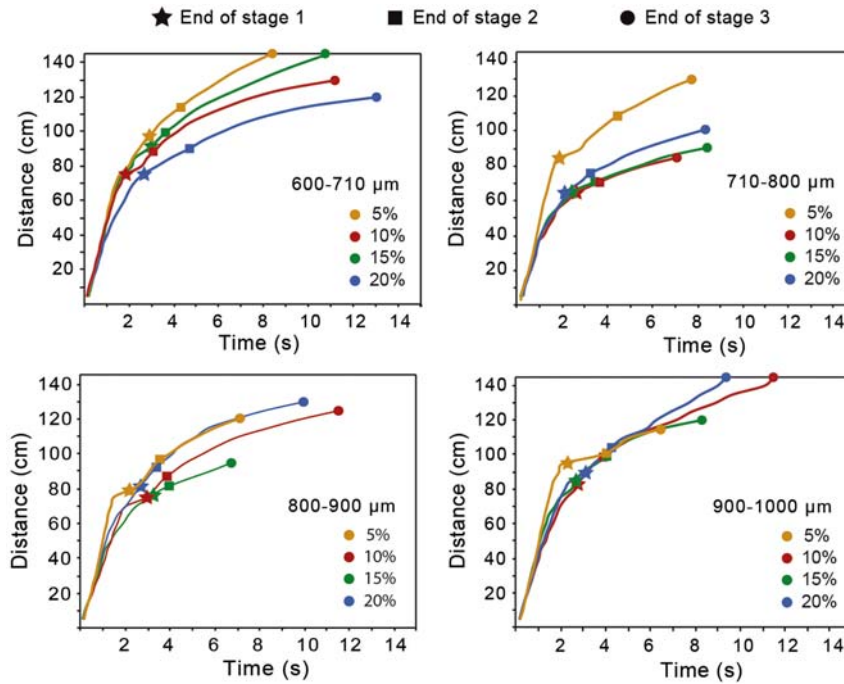 End of stage 1 End of stage 2 End of stage 3
Distance (cm)
140
120
100
80
60
40
20
600-710 μm
5%
10%
15%
20%
2 4 6 8 10 12 14
Time (s)
Distance (cm)
140
120
100
80
60
40
20
710-800 μm
5%
10%
15%
20%
2 4 6 8 10 12 14
Time (s)
Distance (cm)
140
120
100
80
60
40
20
800-900 μm
5%
10%
15%
20%
2 4 6 8 10 12 14
Time (s)
Distance (cm)
140
120
100
80
60
40
20
900-1000 μm
5%
10%
15%
20%
2 4 6 8 10 12 14
Time (s)